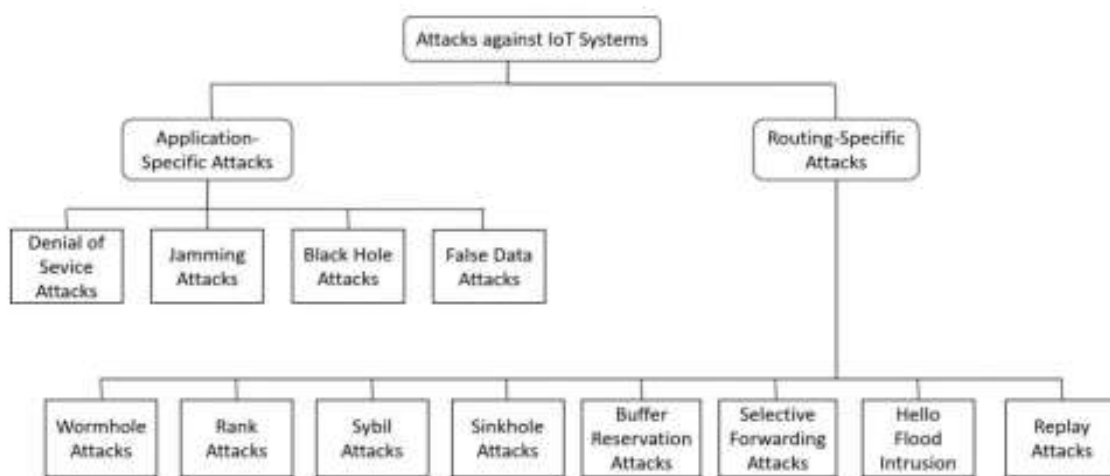 Attacks against IoT Systems
Application-
Specific Attacks
Routing-Specific
Attacks
Denial of
Sevice
Attacks
Jamming
Attacks
Black Hole
Attacks
False Data
Attacks
Wormhole
Attacks
Rank
Attacks
Sybil
Attacks
Sinkhole
Attacks
Buffer
Reservation
Attacks
Selective
Forwarding
Attacks
Hello
Flood
Intrusion
Replay
Attacks